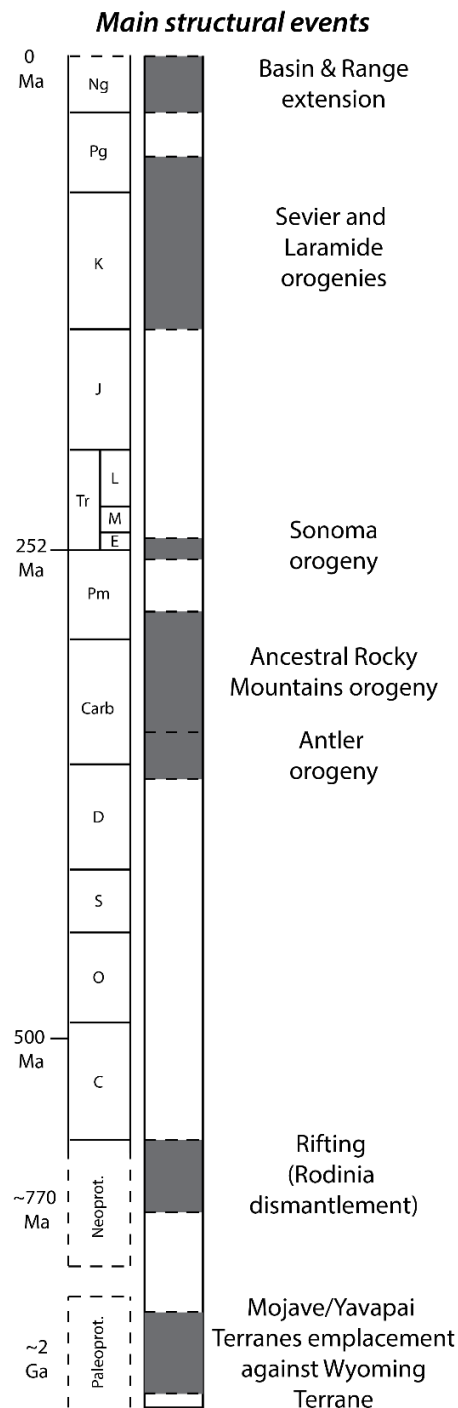 Main structural events
0
Ma
Ng
Basin & Range
extension
Pg
K
Sevier and
Laramide
orogenies
J
Tr
L
M
E
252
Ma
Sonoma
orogeny
Pm
Ancestral Rocky
Mountains orogeny
Carb
Antler
orogeny
D
S
O
500
Ma
C
Rifting
(Rodinia
dismantlement)
~770
Ma
Neoprot.
Mojave/Yavapai
Terranes emplacement
against Wyoming
Terrane
~2
Ga
Paleoprot.